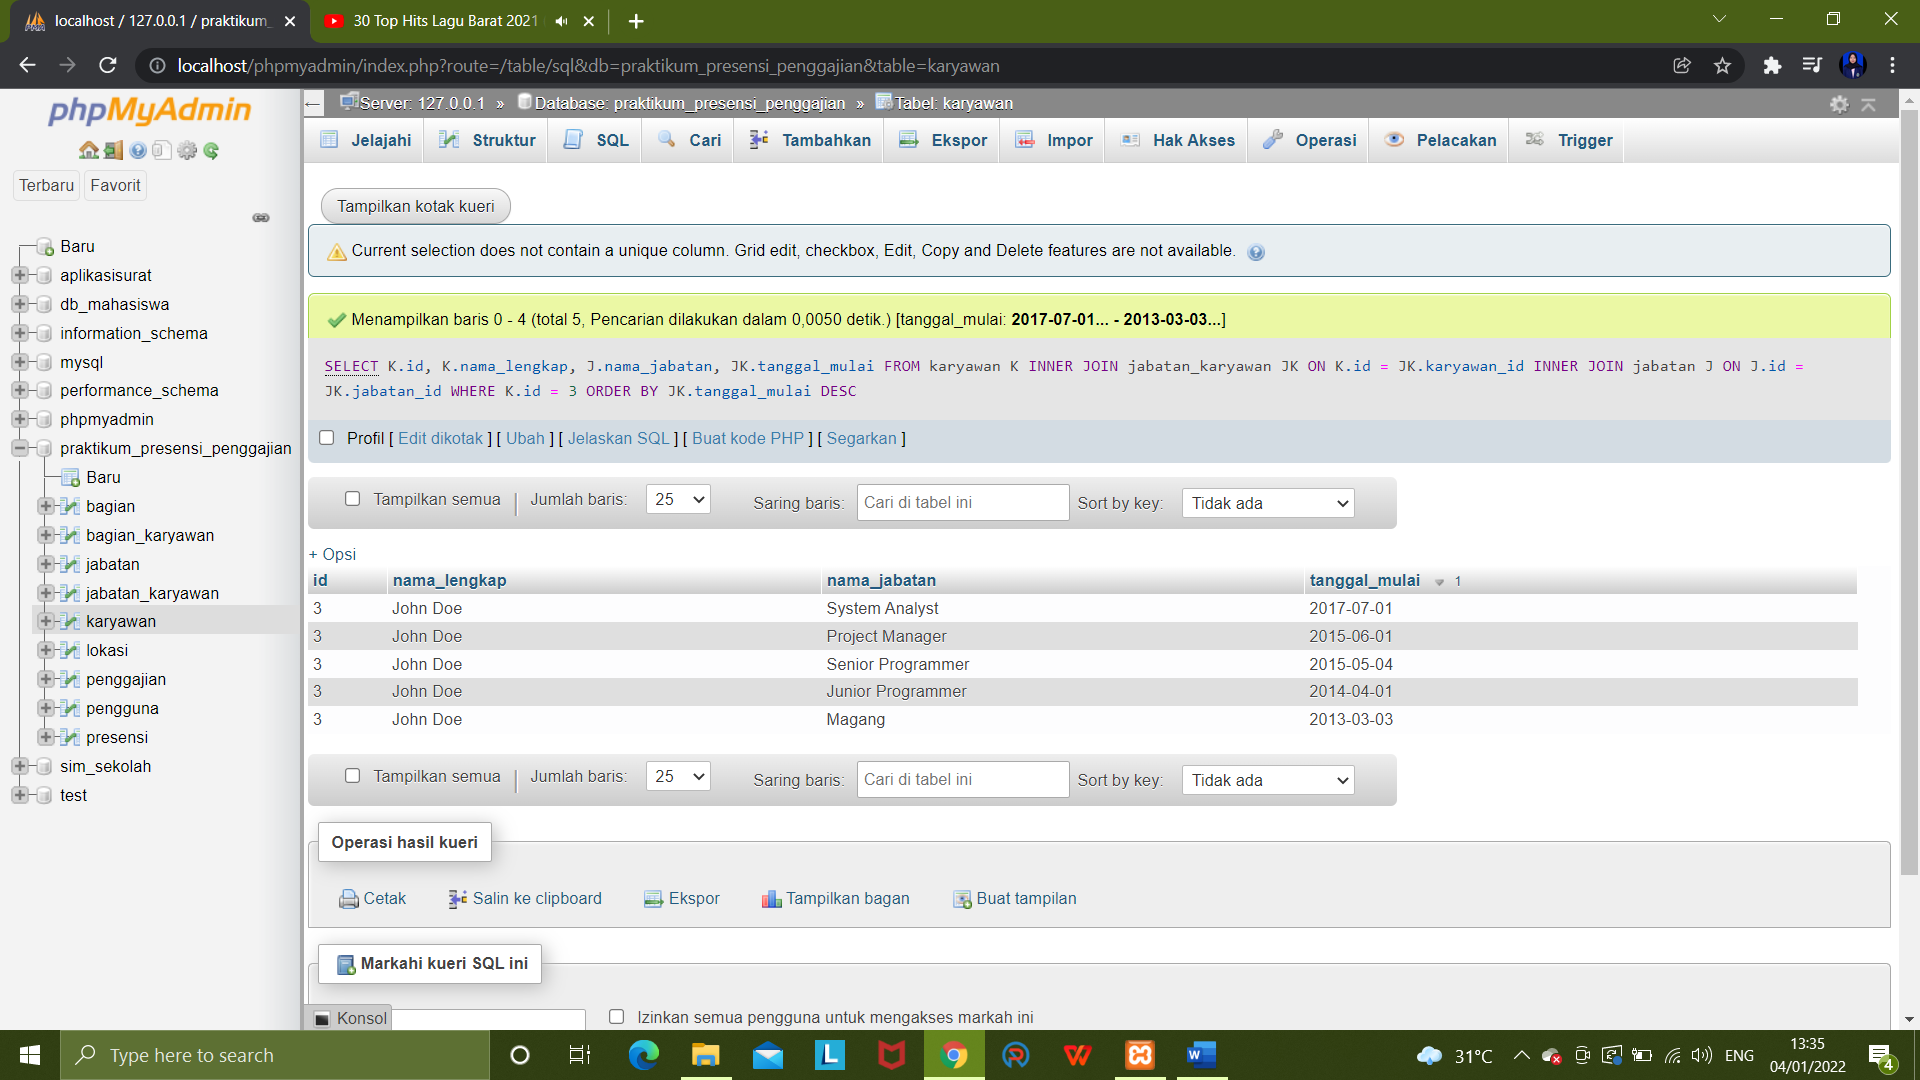 localhost / 127.0.0.1 / praktikum_
30 Top Hits Lagu Barat 2021
localhost/phpmyadmin/index.php?route=/table/sql&db=praktikum_presensi_penggajian&table=karyawan
phpMyAdmin
Terbaru Favorit
Baru
aplikasisurat
db_mahasiswa
information_schema
mysql
performance_schema
phpmyadmin
praktikum_presensi_penggajian
Baru
bagian
bagian_karyawan
jabatan
jabatan_karyawan
karyawan
lokasi
penggajian
pengguna
presensi
sim_sekolah
test
Server: 127.0.0.1 » Database: praktikum_presensi_penggajian » Tabel: karyawan
Jelajahi Struktur SQL Cari Tambahkan Ekspor Impor Hak Akses Operasi Pelacakan Trigger
Tampilkan kotak kueri
Current selection does not contain a unique column. Grid edit, checkbox, Edit, Copy and Delete features are not available.
Menampilkan baris 0 - 4 (total 5, Pencarian dilakukan dalam 0,0050 detik.) [tanggal_mulai: 2017-07-01... - 2013-03-03...]
SELECT K.id, K.nama_lengkap, J.nama_jabatan, JK.tanggal_mulai FROM karyawan K INNER JOIN jabatan_karyawan JK ON K.id = JK.karyawan_id INNER JOIN jabatan J ON J.id =
JK.jabatan_id WHERE K.id = 3 ORDER BY JK.tanggal_mulai DESC
Profil [ Edit dikotak ] [ Ubah ] [ Jelaskan SQL ] [ Buat kode PHP ] [ Segarkan ]
Tampilkan semua | Jumlah baris: 25 Saring baris: Cari di tabel ini Sort by key: Tidak ada
+ Opsi
id nama_lengkap nama_jabatan tanggal_mulai 1
3 John Doe System Analyst 2017-07-01
3 John Doe Project Manager 2015-06-01
3 John Doe Senior Programmer 2015-05-04
3 John Doe Junior Programmer 2014-04-01
3 John Doe Magang 2013-03-03
Tampilkan semua | Jumlah baris: 25 Saring baris: Cari di tabel ini Sort by key: Tidak ada
Operasi hasil kueri
Cetak Salin ke clipboard Ekspor Tampilkan bagan Buat tampilan
Markahi kueri SQL ini
Konsol Izinkan semua pengguna untuk mengakses markah ini
Type here to search
31°C ENG
13:35
04/01/2022
4